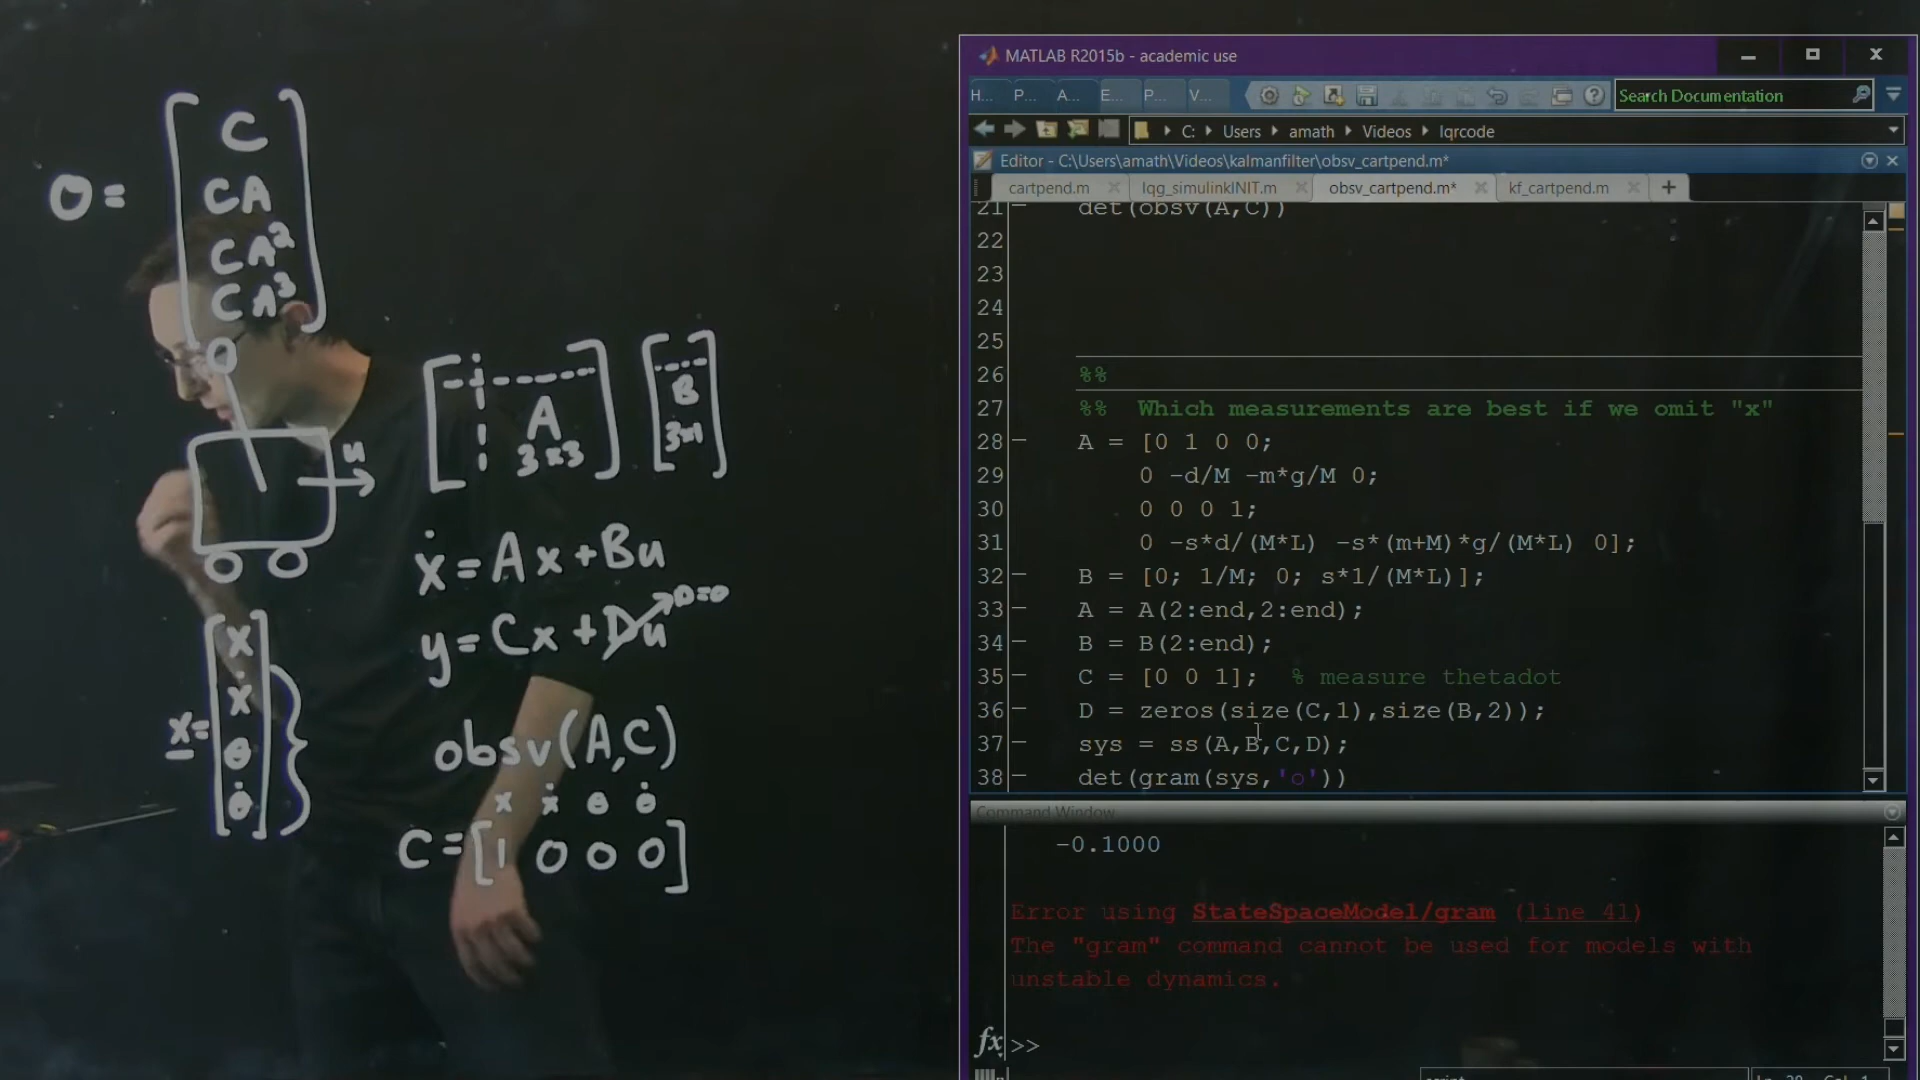 O = [ C
CA
CA²
CA³ ]
u
[ A
3×3 ]
[ B
3×1 ]
ẋ = Ax + Bu
y = Cx + Du D=0
x = [ x
ẋ
θ
θ̇ ]
obsv(A,C)
x ẋ θ θ̇
C = [1 0 0 0]
MATLAB R2015b - academic use
H... P... A... E... P... V...
Search Documentation
C: Users amath Videos lqrcode
Editor - C:\Users\amath\Videos\kalmanfilter\obsv_cartpend.m*
cartpend.m lqg_simulinkINIT.m obsv_cartpend.m* kf_cartpend.m +
21 det(obsv(A,C))
22
23
24
25
26 %%
27 %% Which measurements are best if we omit "x"
28 A = [0 1 0 0;
29 0 -d/M -m*g/M 0;
30 0 0 0 1;
31 0 -s*d/(M*L) -s*(m+M)*g/(M*L) 0];
32 B = [0; 1/M; 0; s*1/(M*L)];
33 A = A(2:end,2:end);
34 B = B(2:end);
35 C = [0 0 1]; % measure thetadot
36 D = zeros(size(C,1),size(B,2));
37 sys = ss(A,B,C,D);
38 det(gram(sys,'o'))
Command Window
-0.1000
Error using StateSpaceModel/gram (line 41)
The "gram" command cannot be used for models with
unstable dynamics.
fx >>